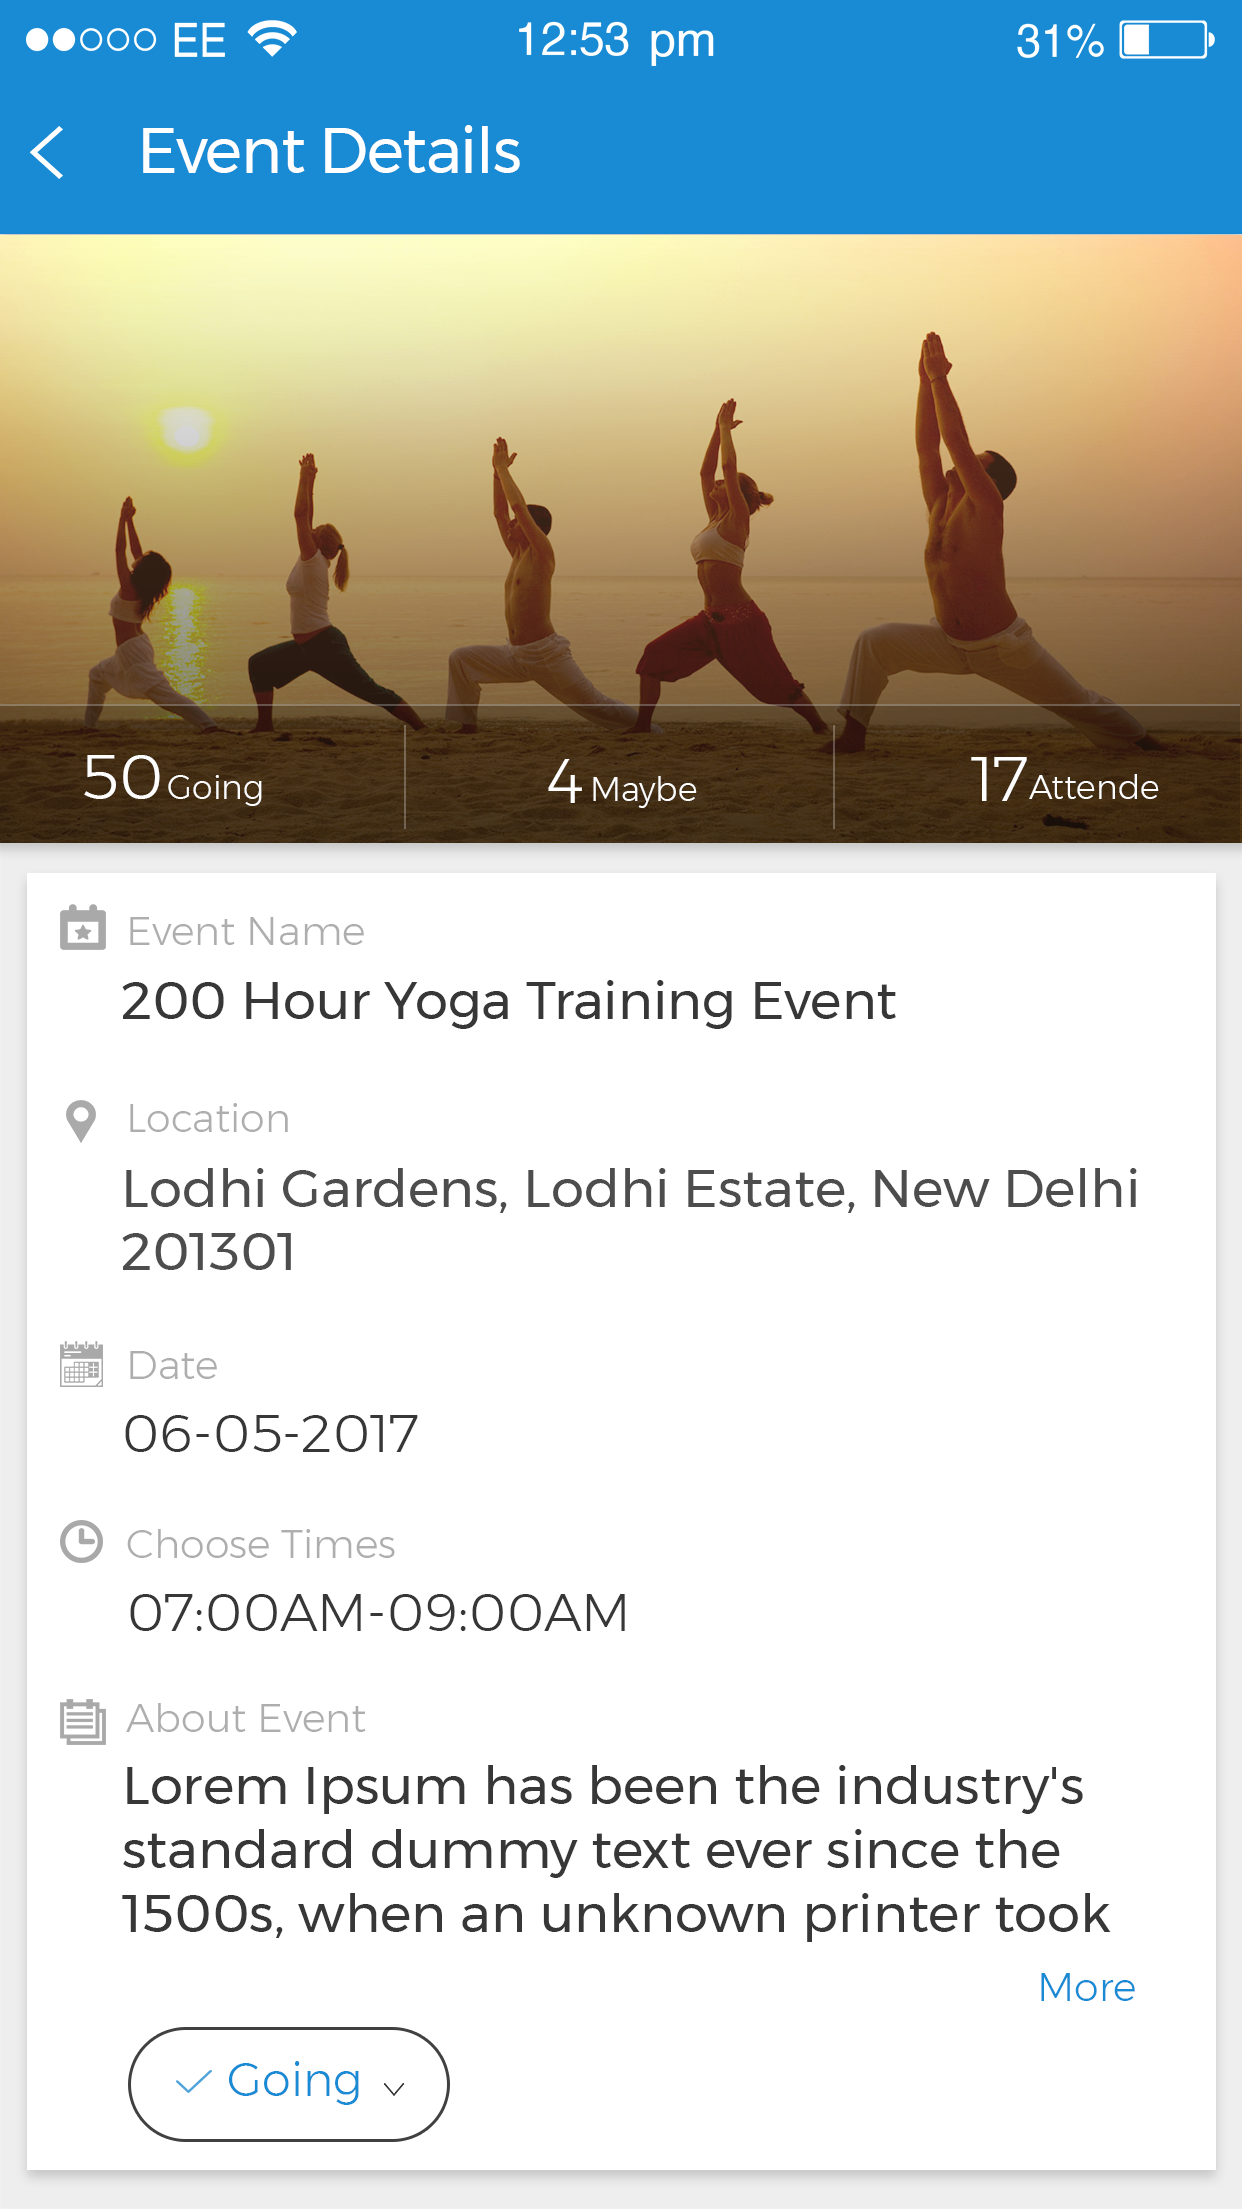 EE 12:53 pm 31%
Event Details
50 Going 4 Maybe 17 Attende
Event Name
200 Hour Yoga Training Event
Location
Lodhi Gardens, Lodhi Estate, New Delhi
201301
Date
06-05-2017
Choose Times
07:00AM-09:00AM
About Event
Lorem Ipsum has been the industry's
standard dummy text ever since the
1500s, when an unknown printer took
More
Going